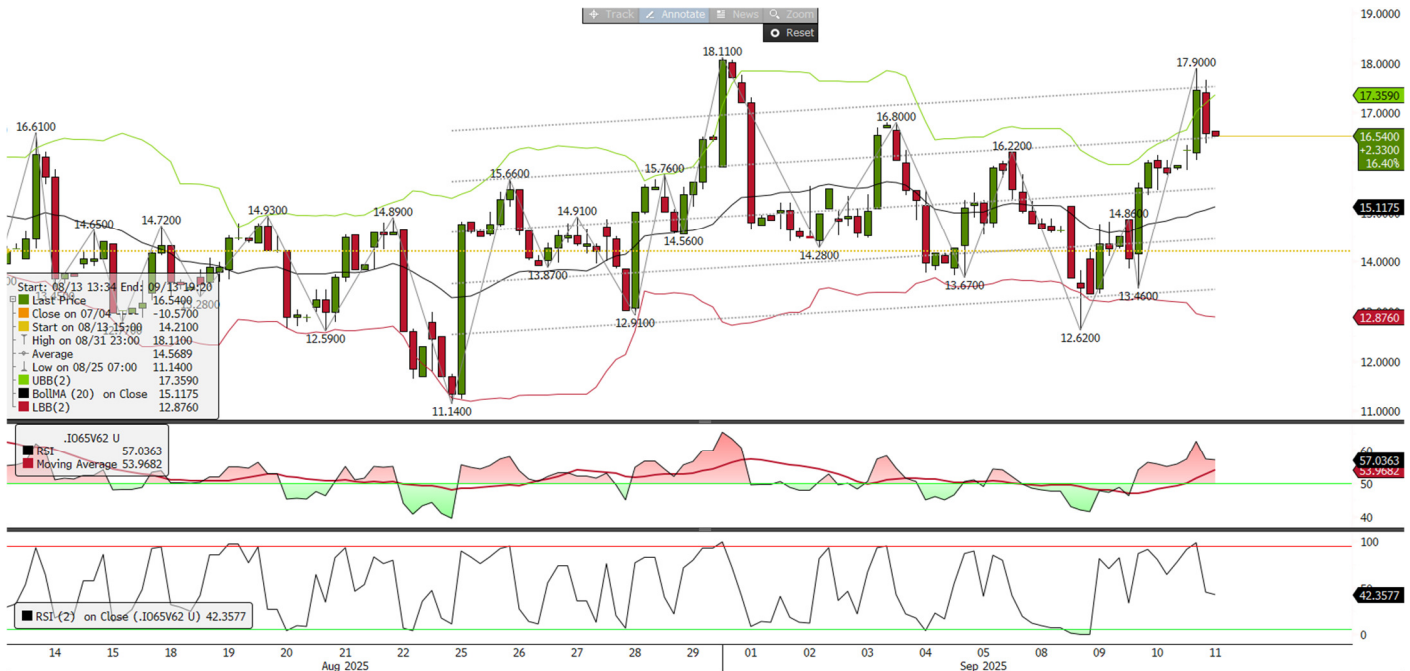 Track Annotate News Zoom
Reset
19.0000
18.0000
17.3590
17.0000
16.5400
+2.3300
16.40%
15.1175
14.0000
12.8760
12.0000
11.0000
18.1100
17.9000
16.6100
16.8000
16.2200
15.7600
15.6600
14.6500
14.7200
14.9300
14.8900
14.9100
14.5600
14.2800
14.8600
13.8700
13.6700
13.4600
12.5900
12.9100
12.6200
11.1400
Start: 08/13 13:34 End: 09/13 19:20
Last Price 16.5400
Close on 07/04 -10.5700
Start on 08/13 15:00 14.2100
High on 08/31 23:00 18.1100
Average 14.5689
Low on 08/25 07:00 11.1400
UBB(2) 17.3590
BollMA (20) on Close 15.1175
LBB(2) 12.8760
.IO65V62 U
RSI 57.0363
Moving Average 53.9682
57.0363
53.9682
50
40
100
42.3577
0
RSI (2) on Close (.IO65V62 U) 42.3577
14 15 18 19 20 21 22 25 26 27 28 29 01 02 03 04 05 08 09 10 11
Aug 2025 Sep 2025